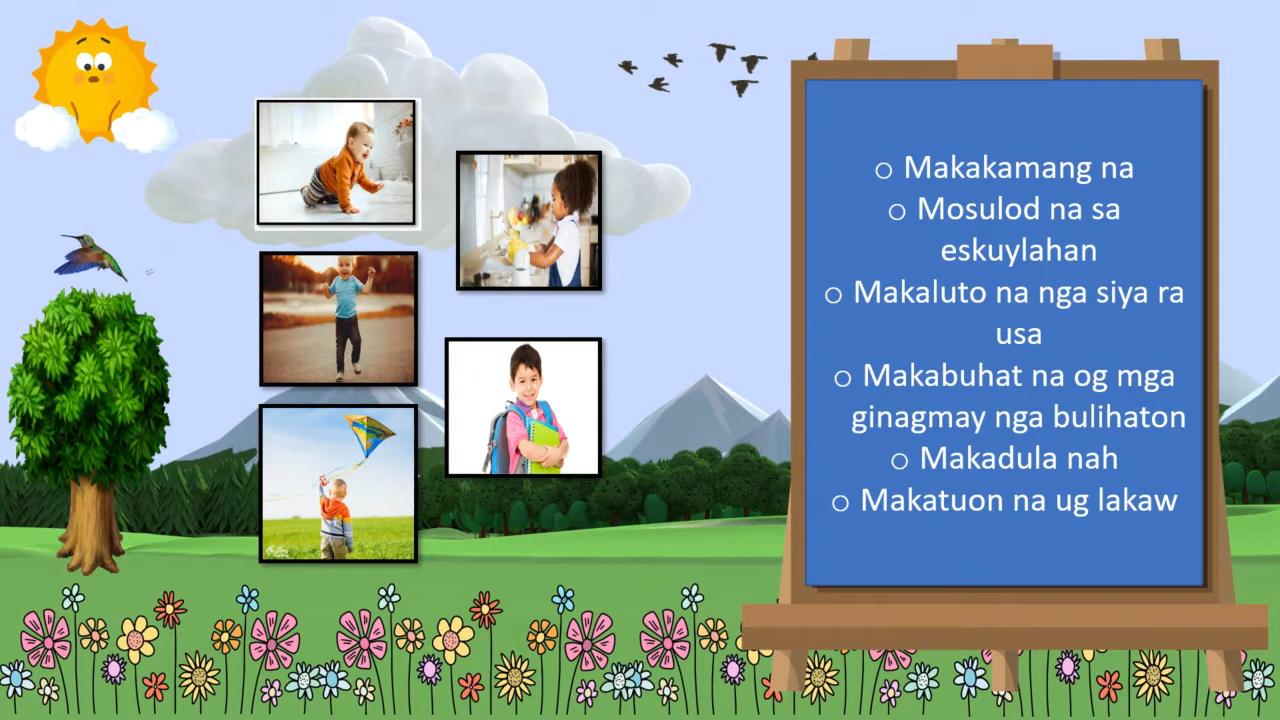 o Makakamang na
o Mosulod na sa
eskuylahan
o Makaluto na nga siya ra
usa
o Makabuhat na og mga
ginagmay nga bulihaton
o Makadula nah
o Makatuon na ug lakaw